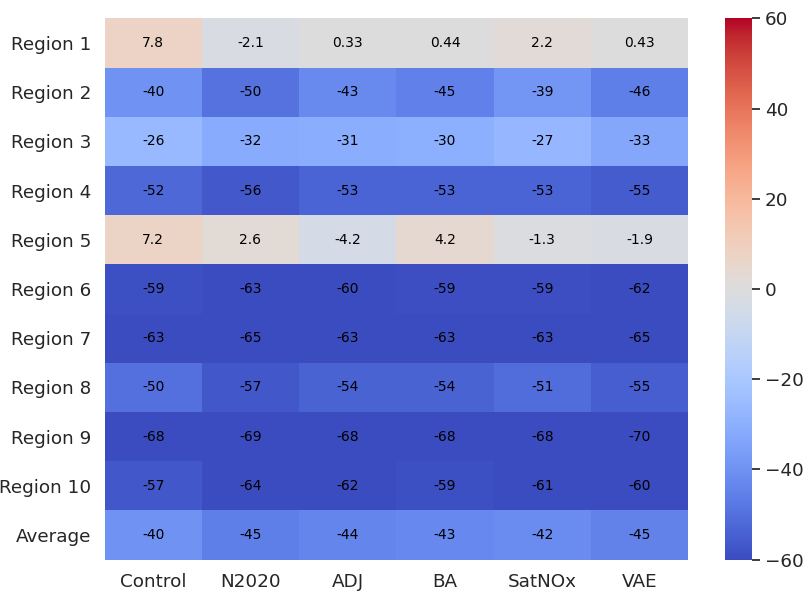 Region 1 7.8 -2.1 0.33 0.44 2.2 0.43
Region 2 -40 -50 -43 -45 -39 -46
Region 3 -26 -32 -31 -30 -27 -33
Region 4 -52 -56 -53 -53 -53 -55
Region 5 7.2 2.6 -4.2 4.2 -1.3 -1.9
Region 6 -59 -63 -60 -59 -59 -62
Region 7 -63 -65 -63 -63 -63 -65
Region 8 -50 -57 -54 -54 -51 -55
Region 9 -68 -69 -68 -68 -68 -70
Region 10 -57 -64 -62 -59 -61 -60
Average -40 -45 -44 -43 -42 -45
Control N2020 ADJ BA SatNOx VAE
60
40
20
0
−20
−40
−60